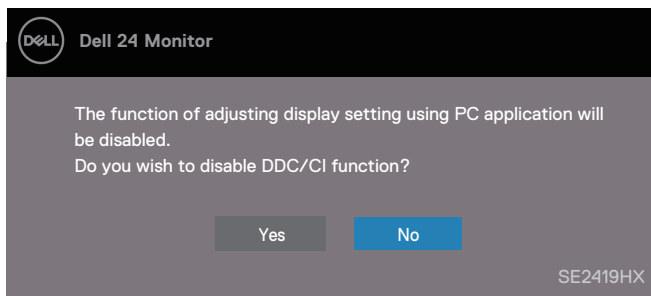 DELL
Dell 24 Monitor
The function of adjusting display setting using PC application will
be disabled.
Do you wish to disable DDC/CI function?
Yes No
SE2419HX